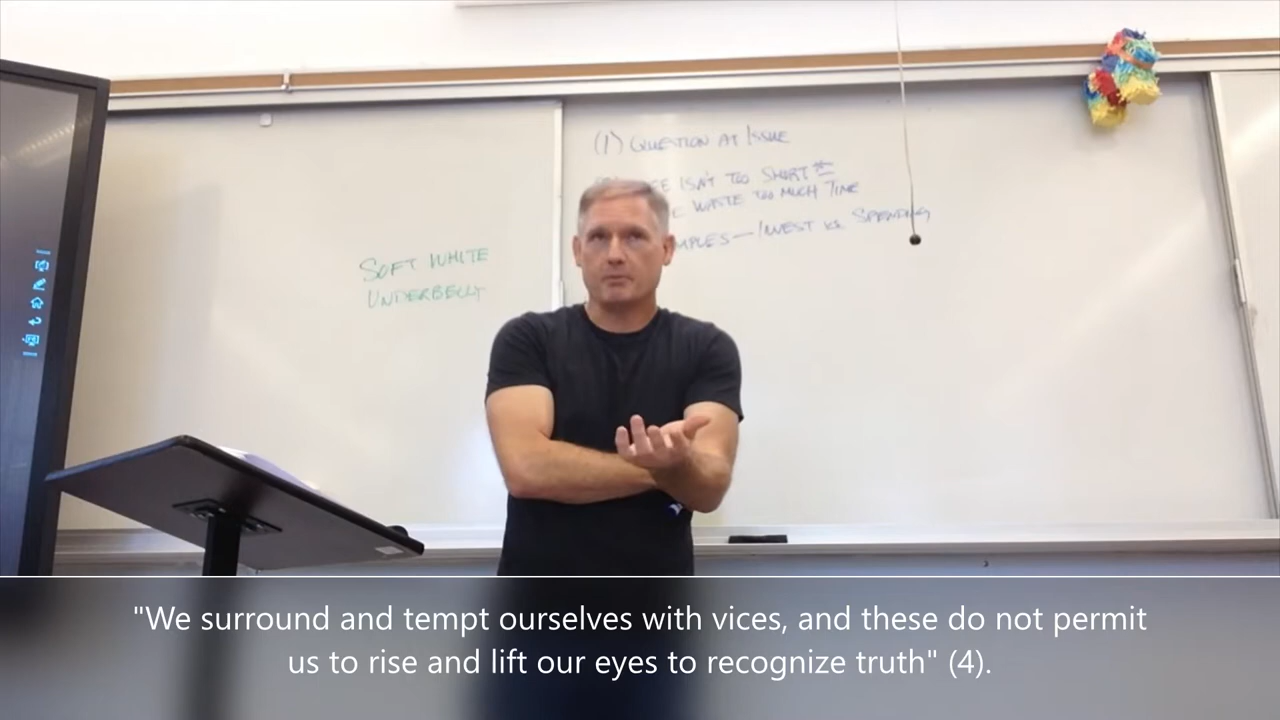 (1) QUESTION AT ISSUE
ISN'T TOO SHORT
WASTE TOO MUCH TIME
INVEST VS. SPENDING
SOFT WHITE
UNDERBELLY
"We surround and tempt ourselves with vices, and these do not permit
us to rise and lift our eyes to recognize truth" (4).